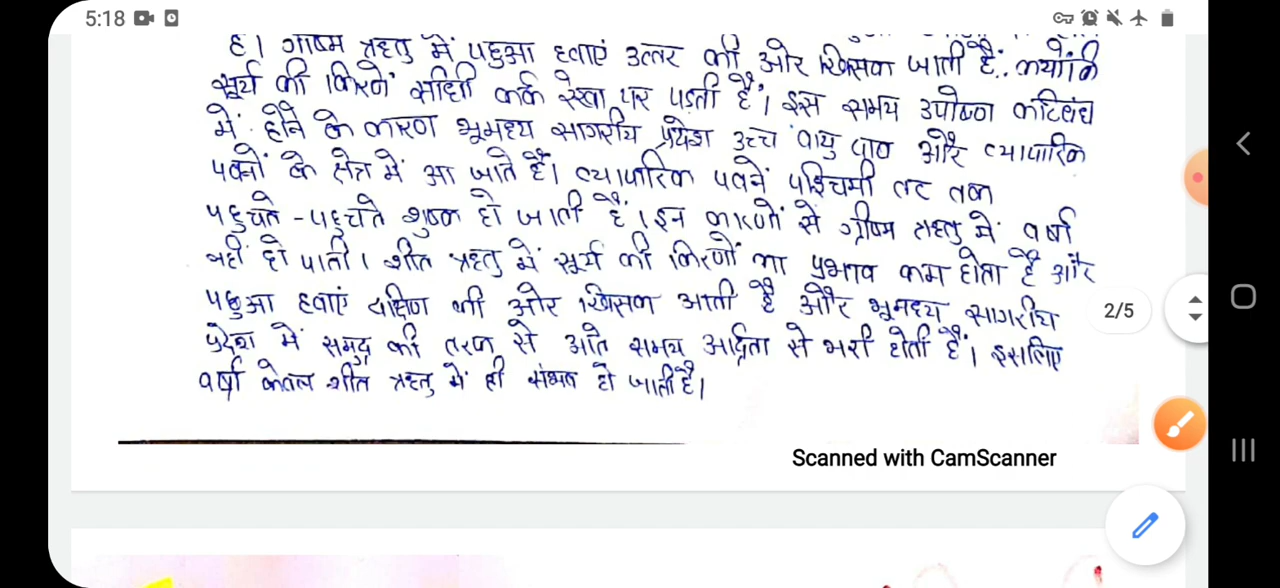 5:18
है। ग्रीष्म ऋतु में पछुआ हवाएं उत्तर की ओर खिसक जाती हैं, क्योंकि
सूर्य की किरणें सीधी कर्क रेखा पर पड़ती हैं। इस समय उपोष्ण कटिबंध
में होने के कारण भूमध्य सागरीय प्रदेश उच्च वायु दाब और व्यापारिक
पवनों के क्षेत्र में आ जाते हैं। व्यापारिक पवनें पश्चिमी तट तक
पहुचते-पहुचते शुष्क हो जाती हैं। इन कारणों से ग्रीष्म ऋतु में वर्षा
नहीं हो पाती। शीत ऋतु में सूर्य की किरणों का प्रभाव कम होता है और
पछुआ हवाएं दक्षिण की ओर खिसक आती हैं और भूमध्य सागरीय
2/5
प्रदेश में समुद्र की तरफ से आते समय आर्द्रता से भरी होती हैं। इसलिए
वर्षा केवल शीत ऋतु में ही संभव हो जाती है।
Scanned with CamScanner